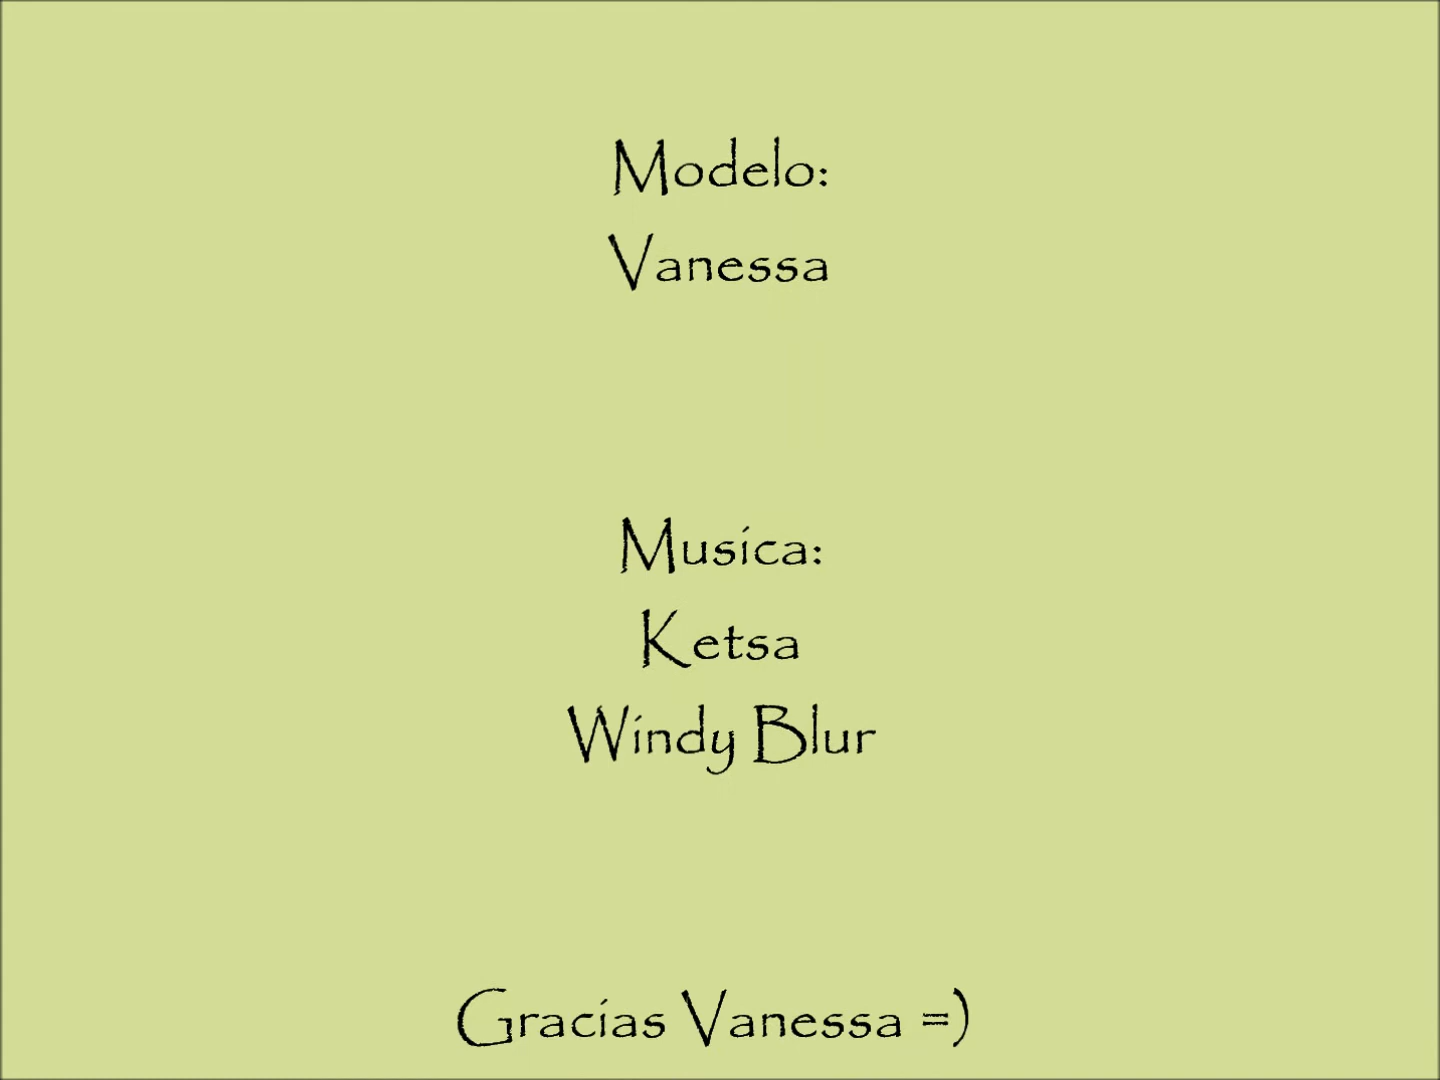 Modelo:
Vanessa
Musica:
Ketsa
Windy Blur
Gracias Vanessa =)